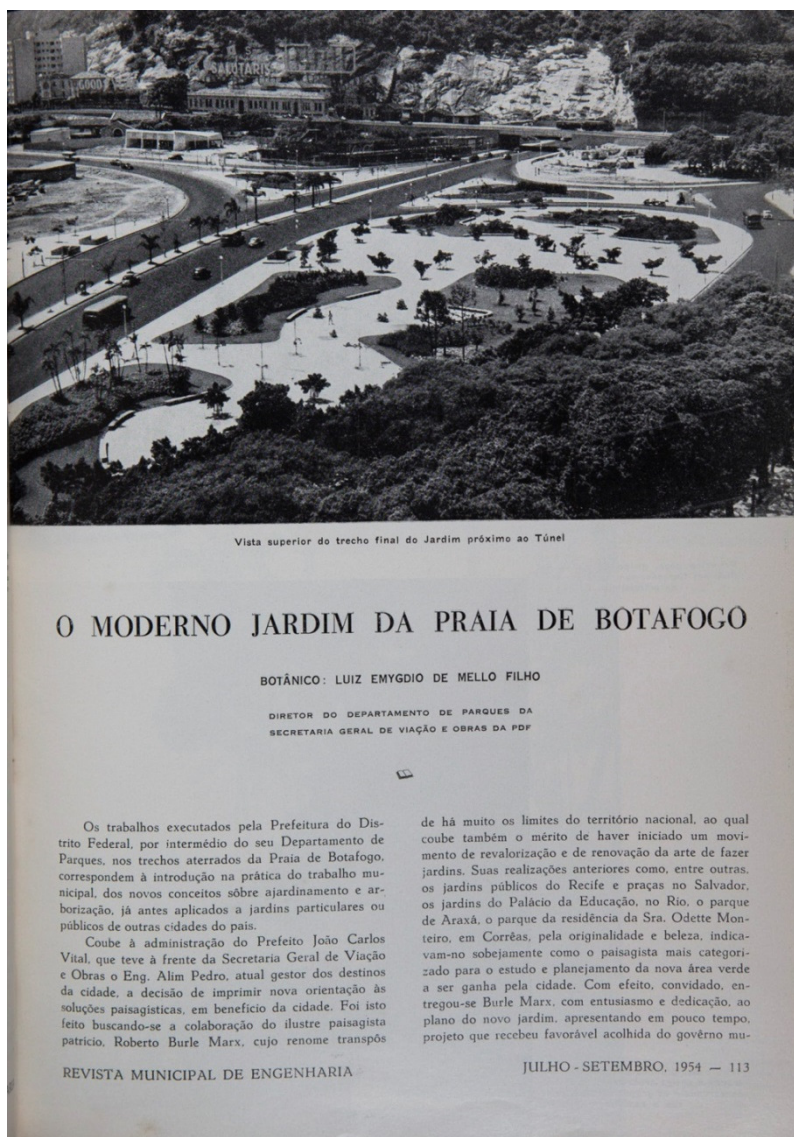 SALUTARIS
GOOD
Vista superior do trecho final do Jardim próximo ao Túnel
O MODERNO JARDIM DA PRAIA DE BOTAFOGO
BOTÂNICO: LUIZ EMYGDIO DE MELLO FILHO
DIRETOR DO DEPARTAMENTO DE PARQUES DA
SECRETARIA GERAL DE VIAÇÃO E OBRAS DA PDF
Os trabalhos executados pela Prefeitura do Dis-
trito Federal, por intermédio do seu Departamento de
Parques, nos trechos aterrados da Praia de Botafogo,
correspondem à introdução na prática do trabalho mu-
nicipal, dos novos conceitos sôbre ajardinamento e ar-
borização, já antes aplicados a jardins particulares ou
públicos de outras cidades do país.
Coube à administração do Prefeito João Carlos
Vital, que teve à frente da Secretaria Geral de Viação
e Obras o Eng. Alim Pedro, atual gestor dos destinos
da cidade, a decisão de imprimir nova orientação às
soluções paisagísticas, em benefício da cidade. Foi isto
feito buscando-se a colaboração do ilustre paisagista
patrício, Roberto Burle Marx, cujo renome transpôs
de há muito os limites do território nacional, ao qual
coube também o mérito de haver iniciado um movi-
mento de revalorização e de renovação da arte de fazer
jardins. Suas realizações anteriores como, entre outras,
os jardins públicos do Recife e praças no Salvador,
os jardins do Palácio da Educação, no Rio, o parque
de Araxá, o parque da residência da Sra. Odette Mon-
teiro, em Corrêas, pela originalidade e beleza, indica-
vam-no sobejamente como o paisagista mais categori-
zado para o estudo e planejamento da nova área verde
a ser ganha pela cidade. Com efeito, convidado, en-
tregou-se Burle Marx, com entusiasmo e dedicação, ao
plano do novo jardim, apresentando em pouco tempo,
projeto que recebeu favorável acolhida do govêrno mu-
REVISTA MUNICIPAL DE ENGENHARIA
JULHO - SETEMBRO, 1954 — 113